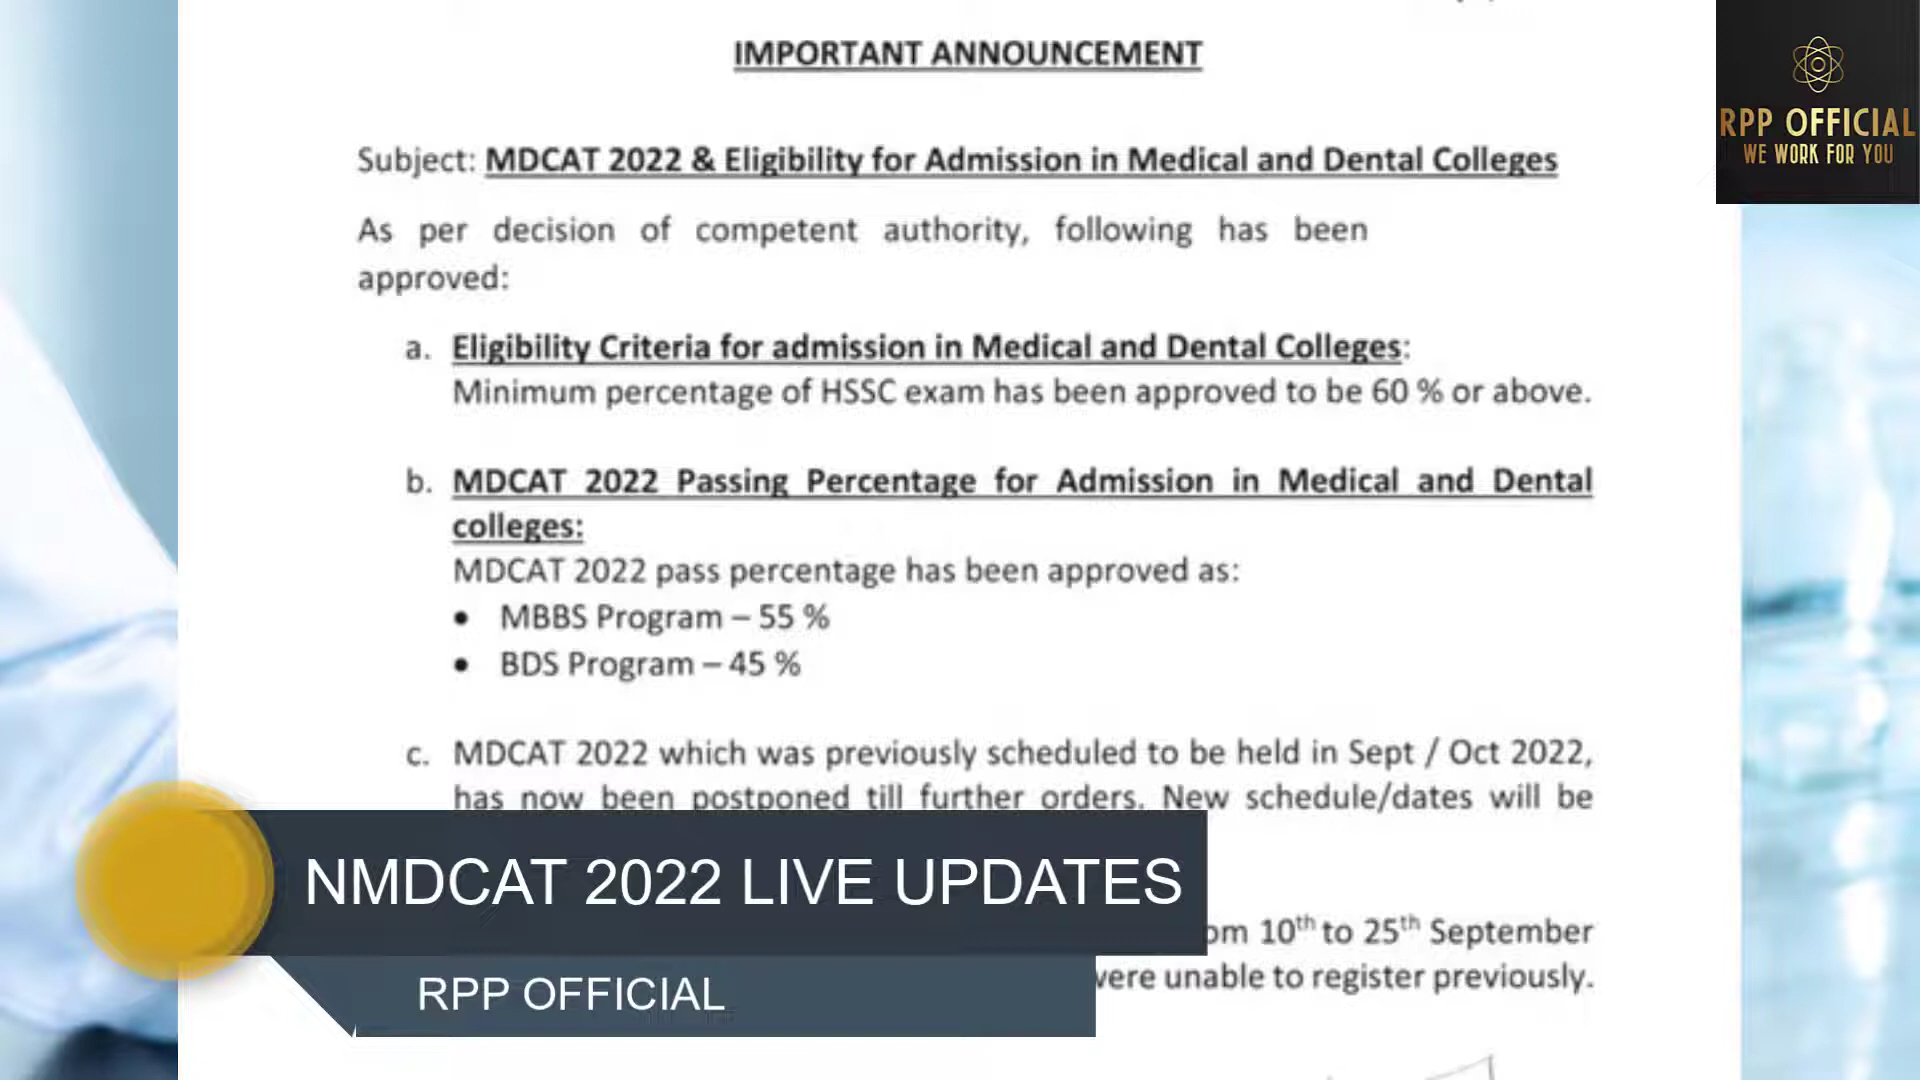 IMPORTANT ANNOUNCEMENT
RPP OFFICIAL
WE WORK FOR YOU
Subject: MDCAT 2022 & Eligibility for Admission in Medical and Dental Colleges
As per decision of competent authority, following has been
approved:
a. Eligibility Criteria for admission in Medical and Dental Colleges:
Minimum percentage of HSSC exam has been approved to be 60 % or above.
b. MDCAT 2022 Passing Percentage for Admission in Medical and Dental
colleges:
MDCAT 2022 pass percentage has been approved as:
• MBBS Program – 55 %
• BDS Program – 45 %
c. MDCAT 2022 which was previously scheduled to be held in Sept / Oct 2022,
has now been postponed till further orders. New schedule/dates will be
NMDCAT 2022 LIVE UPDATES
10th to 25th September
unable to register previously.
RPP OFFICIAL